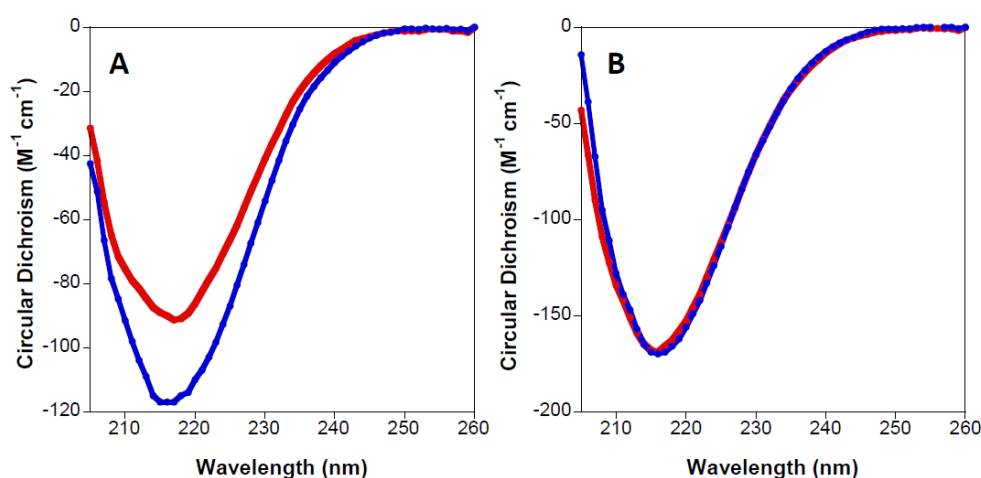 A
Circular Dichroism (M⁻¹ cm⁻¹)
0
-20
-40
-60
-80
-100
-120
210 220 230 240 250 260
Wavelength (nm)
B
Circular Dichroism (M⁻¹ cm⁻¹)
0
-50
-100
-150
-200
210 220 230 240 250 260
Wavelength (nm)